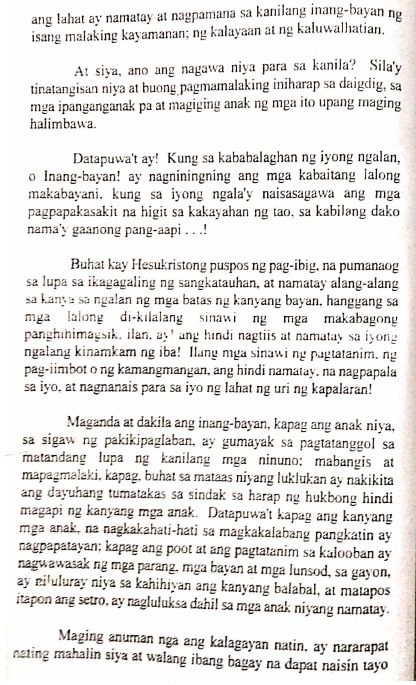 ang lahat ay namatay at nagpamana sa kanilang inang-bayan ng
isang malaking kayamanan; ng kalayaan at ng kaluwalhatian.
At siya, ano ang nagawa niya para sa kanila? Sila'y
tinatangisan niya at buong pagmamalaking iniharap sa daigdig, sa
mga ipanganganak pa at magiging anak ng mga ito upang maging
halimbawa.
Datapuwa't ay! Kung sa kababalaghan ng iyong ngalan,
o Inang-bayan! ay nagniningning ang mga kabaitang lalong
makabayani, kung sa iyong ngala'y naisasagawa ang mga
pagpapakasakit na higit sa kakayahan ng tao, sa kabilang dako
nama'y gaanong pang-aapi . . .!
Buhat kay Hesukristong puspos ng pag-ibig, na pumanaog
sa lupa sa ikagagaling ng sangkatauhan, at namatay alang-alang
sa kanya sa ngalan ng mga batas ng kanyang bayan, hanggang sa
mga lalong di-kilalang sinawi ng mga makabagong
panghihimagsik, ilan, ay' ang hindi nagtiis at namatay sa iyong
ngalang kinamkam ng iba! Ilang mga sinawi ng pagtatanim, ng
pag-iimbot o ng kamangmangan, ang hindi namatay, na nagpapala
sa iyo, at nagnanais para sa iyo ng lahat ng uri ng kapalaran!
Maganda at dakila ang inang-bayan, kapag ang anak niya,
sa sigaw ng pakikipaglaban, ay gumayak sa pagtatanggol sa
matandang lupa ng kanilang mga ninuno; mabangis at
mapagmalaki, kapag, buhat sa mataas niyang luklukan ay nakikita
ang dayuhang tumatakas sa sindak sa harap ng hukbong hindi
magapi ng kanyang mga anak. Datapuwa't kapag ang kanyang
mga anak, na nagkakahati-hati sa magkakalabang pangkatin ay
nagpapatayan; kapag ang poot at ang pagtatanim sa kalooban ay
nagwawasak ng mga parang, mga bayan at mga lunsod, sa gayon,
ay niluluray niya sa kahihiyan ang kanyang balabal, at matapos
itapon ang setro, ay nagluluksa dahil sa mga anak niyang namatay.
Maging anuman nga ang kalagayan natin, ay nararapat
nating mahalin siya at walang ibang bagay na dapat naisin tayo